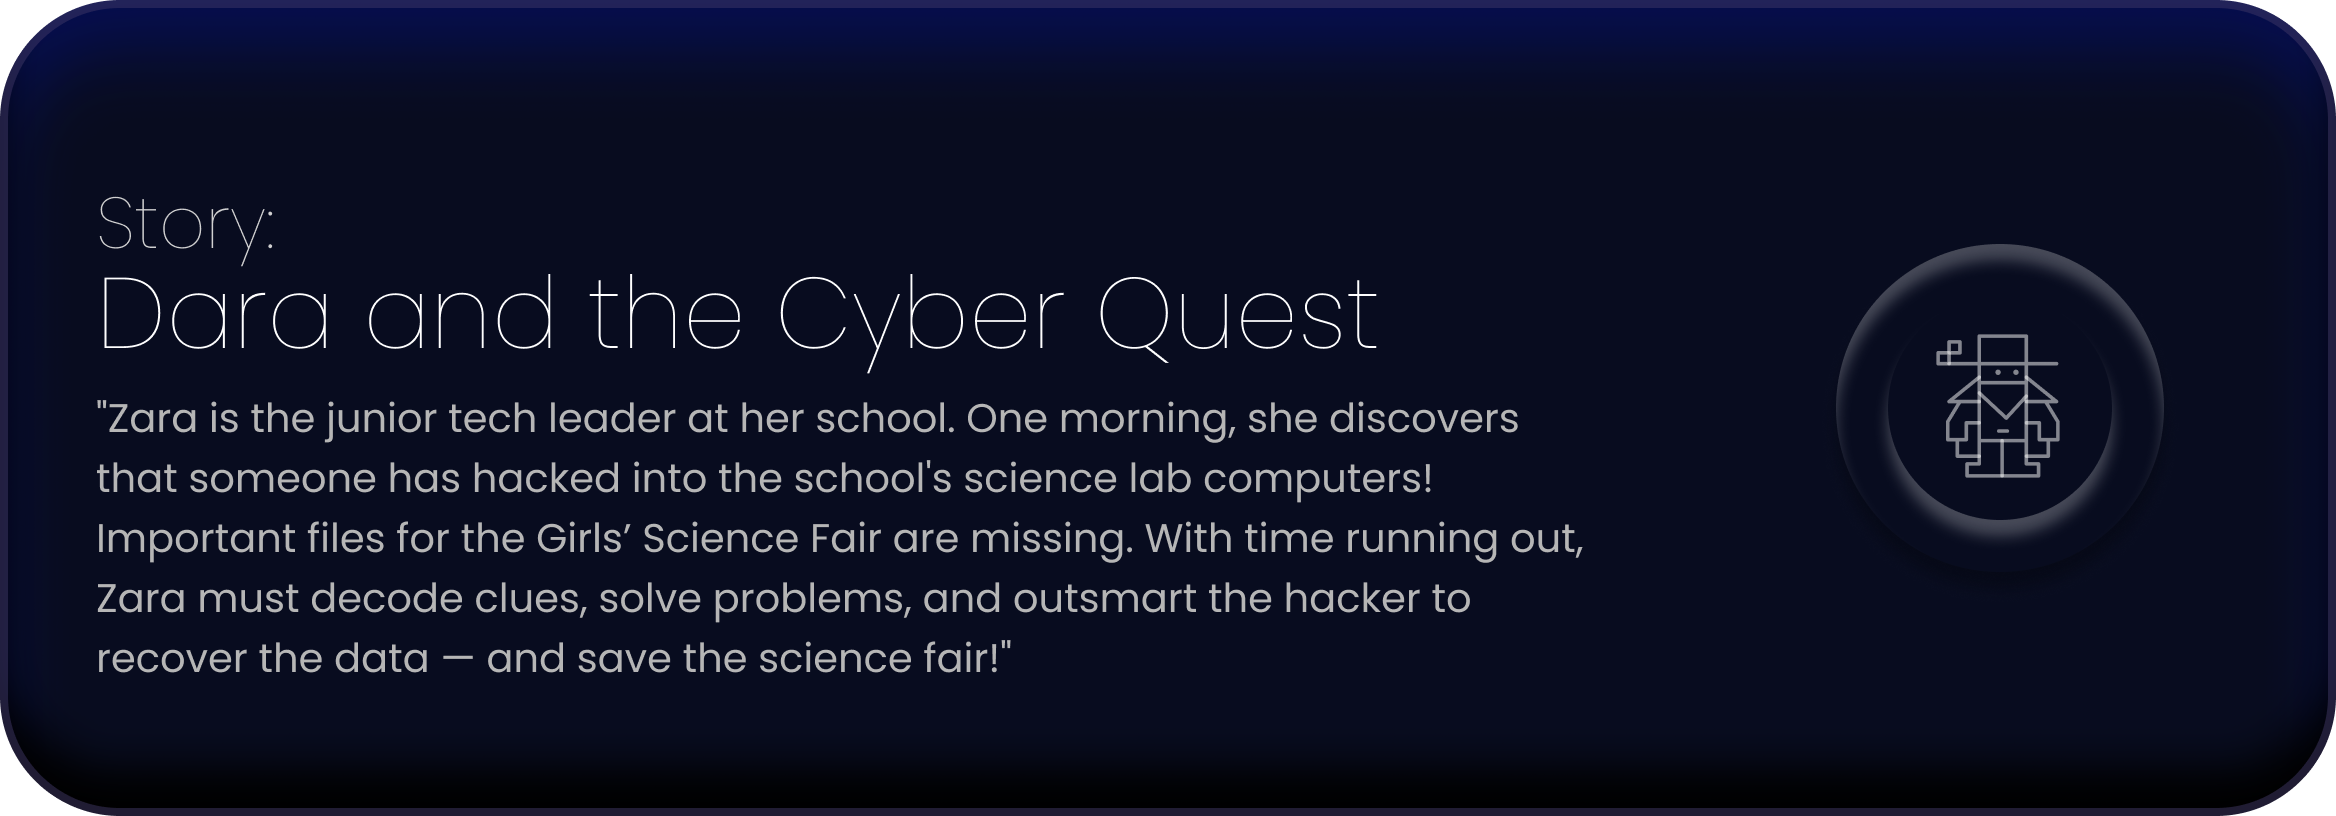 Story:
Dara and the Cyber Quest
"Zara is the junior tech leader at her school. One morning, she discovers
that someone has hacked into the school's science lab computers!
Important files for the Girls’ Science Fair are missing. With time running out,
Zara must decode clues, solve problems, and outsmart the hacker to
recover the data — and save the science fair!"